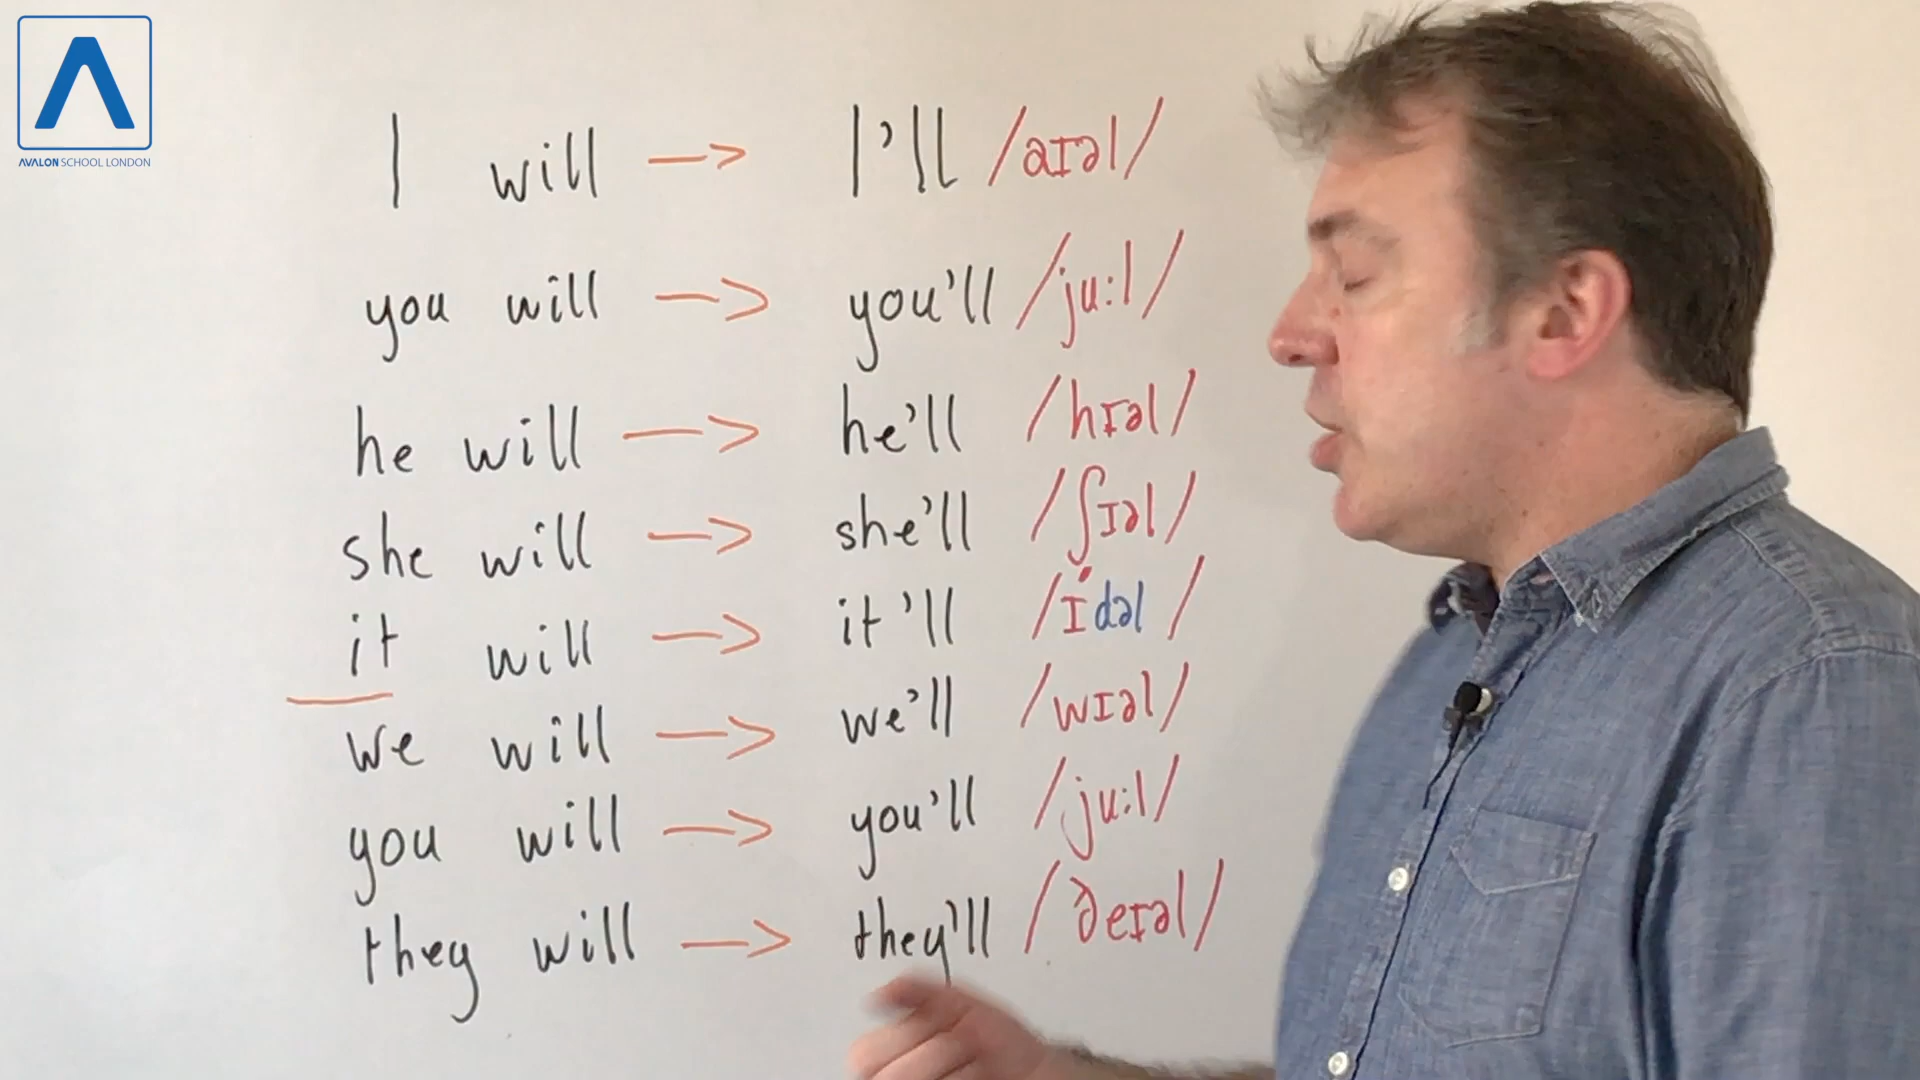 AVALON SCHOOL LONDON
I will → I'll /aɪəl/
you will → you'll /ju:l/
he will → he'll /hɪəl/
she will → she'll /ʃɪəl/
it will → it'll /ɪdəl/
we will → we'll /wɪəl/
you will → you'll /ju:l/
they will → they'll /ðeɪəl/